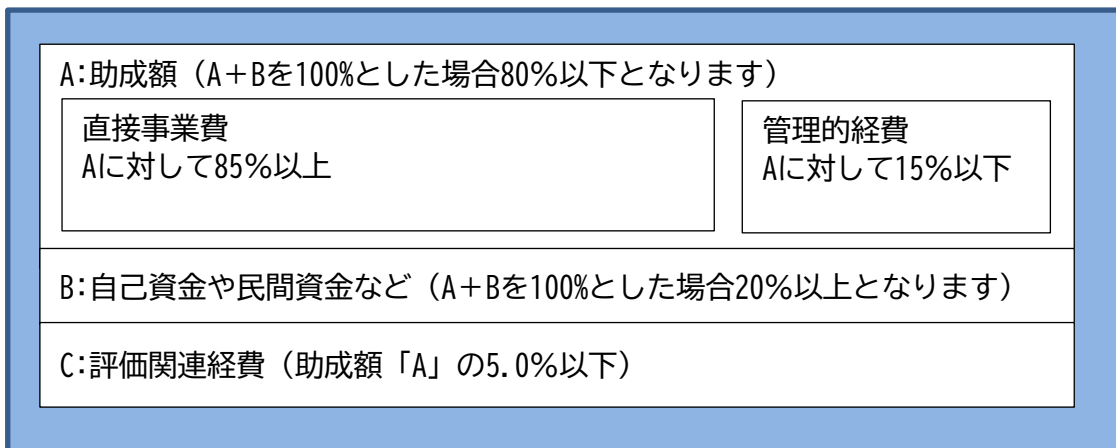 A:助成額（A＋Bを100%とした場合80％以下となります）
直接事業費
Aに対して85％以上
管理的経費
Aに対して15％以下
B:自己資金や民間資金など（A＋Bを100%とした場合20％以上となります）
C:評価関連経費（助成額「A」の5.0％以下）